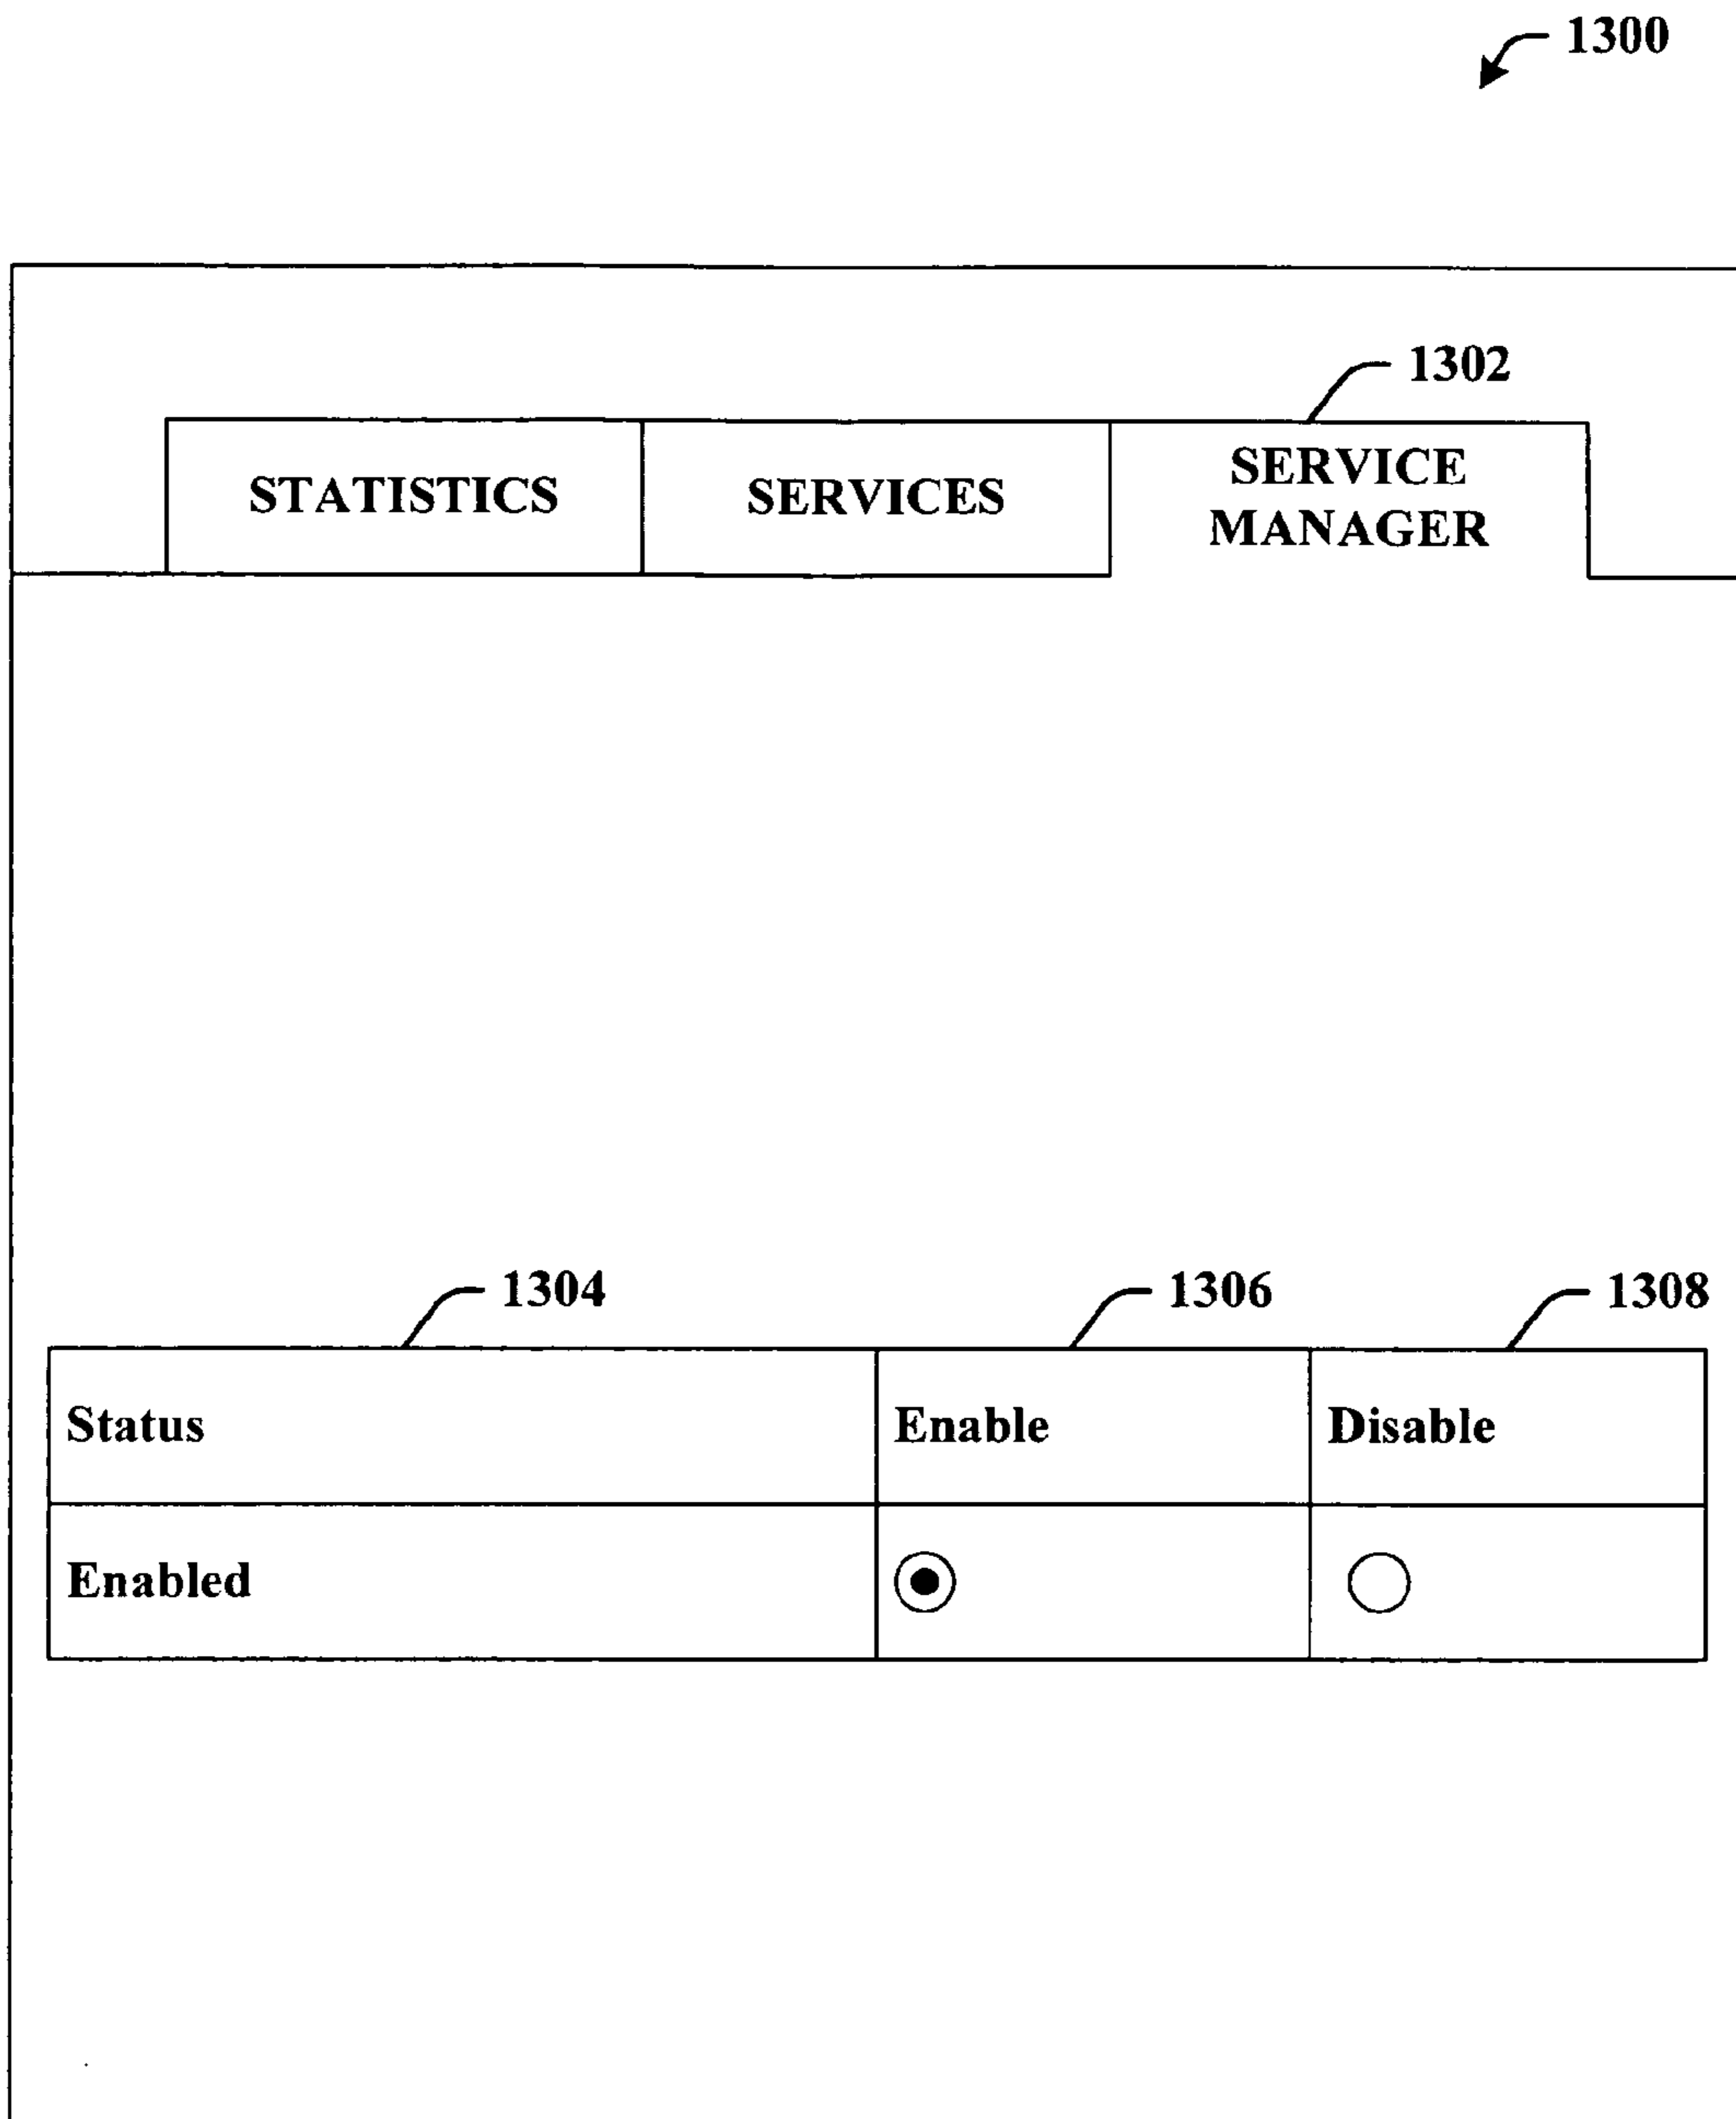 1300
1302
STATISTICS
SERVICES
SERVICE
MANAGER
1304
1306
1308
Status
Enable
Disable
Enabled